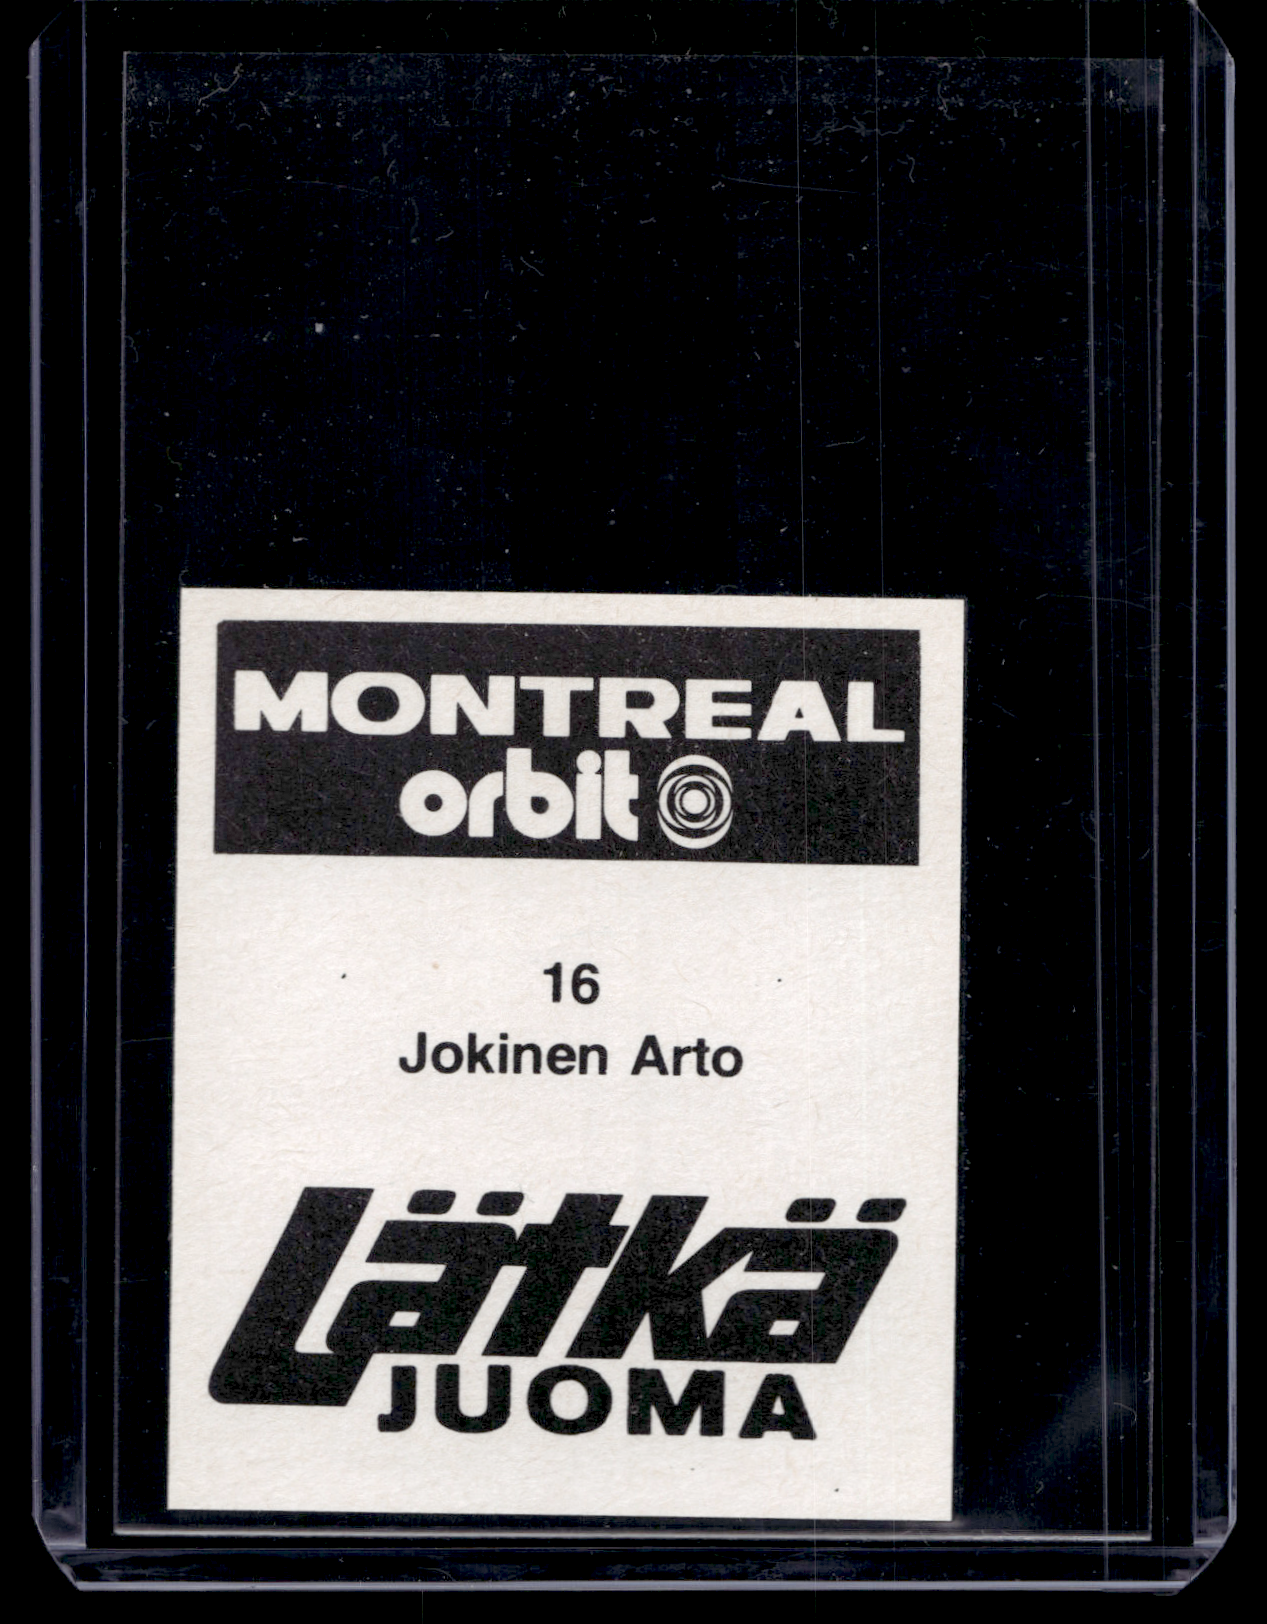 MONTREAL
orbit
16
Jokinen Arto
Lätkä
JUOMA